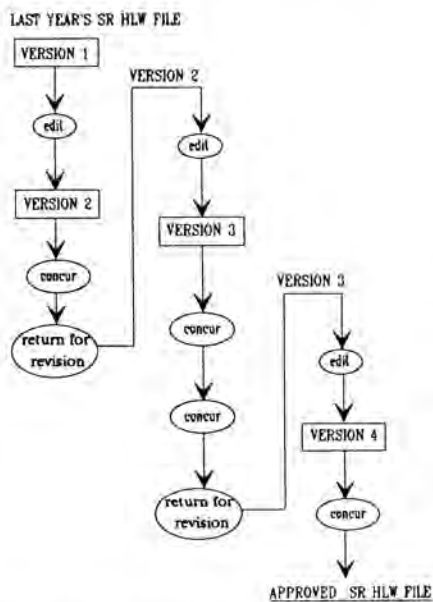 LAST YEAR'S SR HLW FILE
VERSION 1
edit
VERSION 2
concur
return for
revision
VERSION 2
edit
VERSION 3
concur
concur
return for
revision
VERSION 3
edit
VERSION 4
concur
APPROVED SR HLW FILE